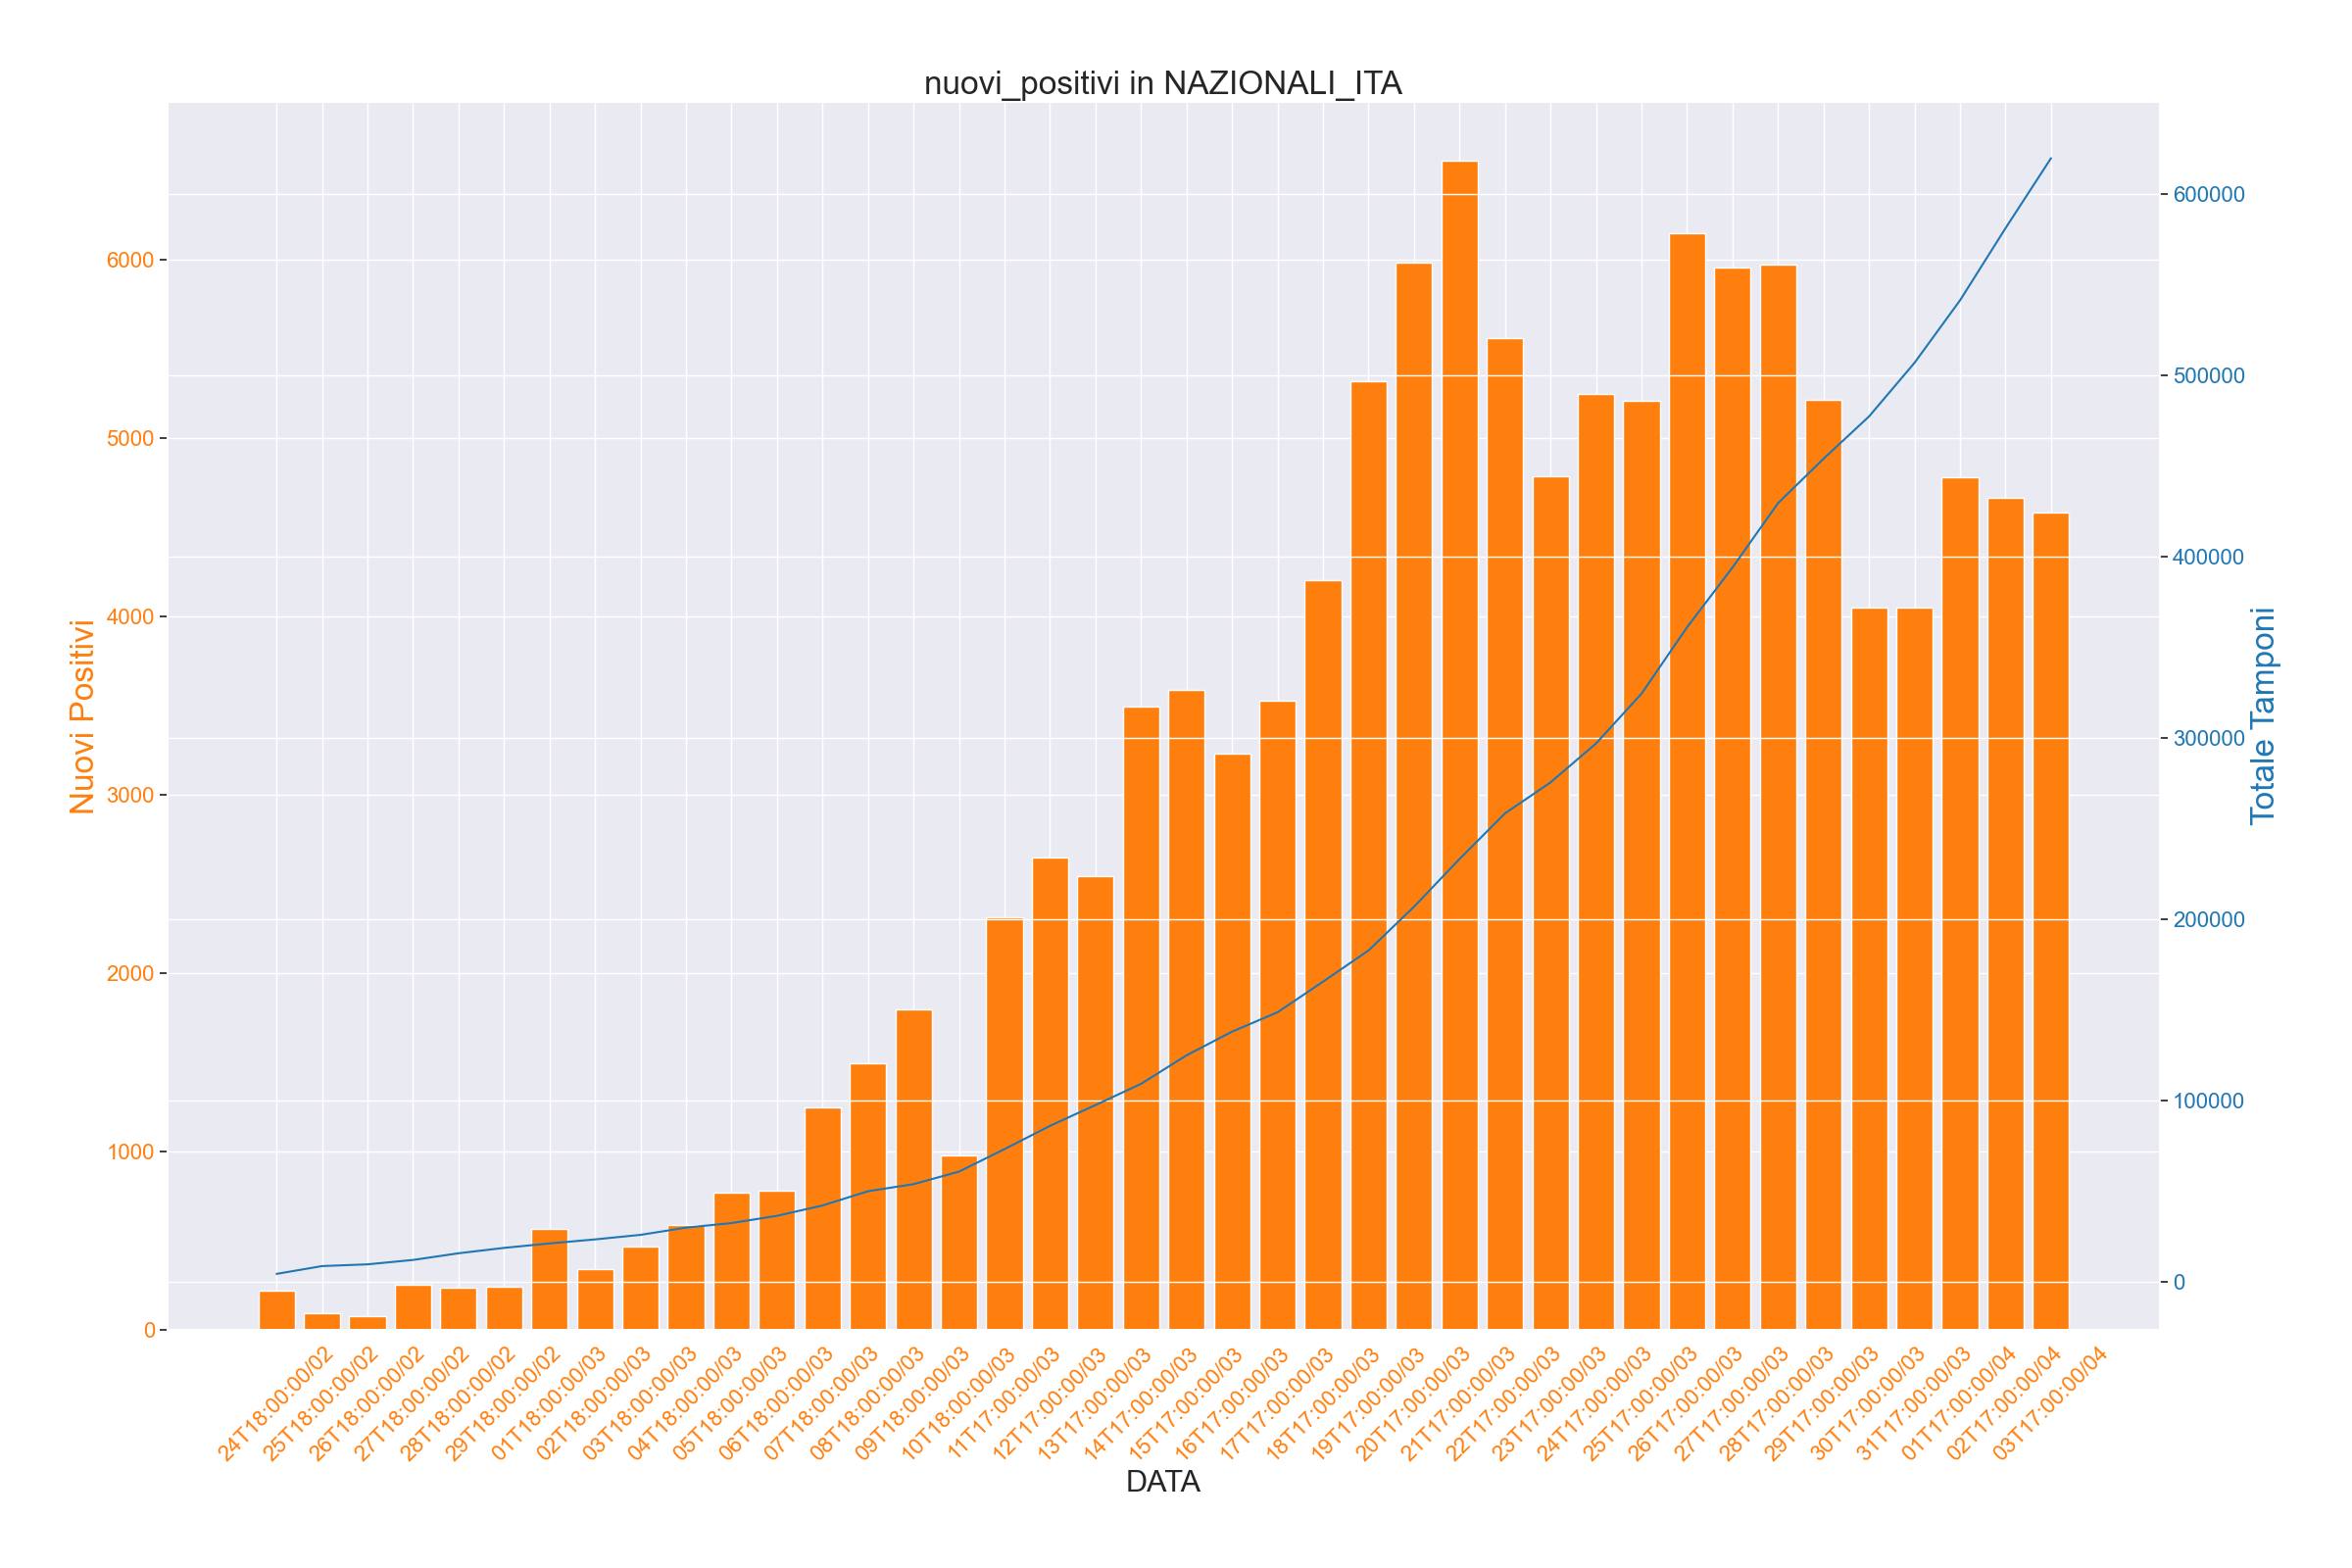 nuovi_positivi in NAZIONALI_ITA
Nuovi Positivi
6000
5000
4000
3000
2000
1000
0
Totale Tamponi
600000
500000
400000
300000
200000
100000
0
24T18:00:00/02
25T18:00:00/02
26T18:00:00/02
27T18:00:00/02
28T18:00:00/02
29T18:00:00/02
01T18:00:00/03
02T18:00:00/03
03T18:00:00/03
04T18:00:00/03
05T18:00:00/03
06T18:00:00/03
07T18:00:00/03
08T18:00:00/03
09T18:00:00/03
10T18:00:00/03
11T17:00:00/03
12T17:00:00/03
13T17:00:00/03
14T17:00:00/03
15T17:00:00/03
16T17:00:00/03
17T17:00:00/03
18T17:00:00/03
19T17:00:00/03
20T17:00:00/03
21T17:00:00/03
22T17:00:00/03
23T17:00:00/03
24T17:00:00/03
25T17:00:00/03
26T17:00:00/03
27T17:00:00/03
28T17:00:00/03
29T17:00:00/03
30T17:00:00/03
31T17:00:00/03
01T17:00:00/04
02T17:00:00/04
03T17:00:00/04
DATA